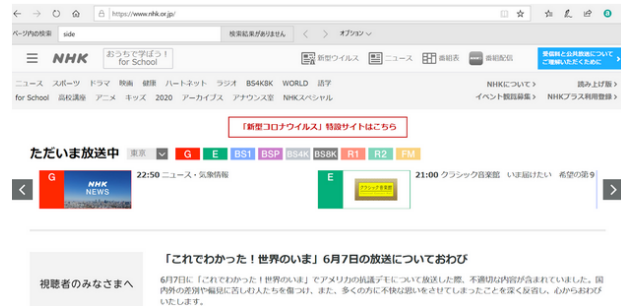 https://www.nhk.or.jp/
ページ内の検索 side 検索結果がありません オプション
NHK おうちで学ぼう! for School 新型ウイルス ニュース 番組表 番組配信 受信料と公共放送についてご理解いただくために
ニュース スポーツ ドラマ 映画 健康 ハートネット ラジオ BS4K8K WORLD 語学 NHKについて 読み上げ版
for School 高校講座 アニメ キッズ 2020 アーカイブス アナウンス室 NHKスペシャル イベント観覧募集 NHKプラス利用登録
「新型コロナウイルス」特設サイトはこちら
ただいま放送中 東京 G E BS1 BSP BS4K BS8K R1 R2 FM
G NHK NEWS 22:50 ニュース・気象情報
E クラシック音楽館 21:00 クラシック音楽館 いま届けたい 希望の第9
「これでわかった!世界のいま」6月7日の放送についておわび
視聴者のみなさまへ
6月7日に「これでわかった!世界のいま」でアメリカの抗議デモについて放送した際、不適切な内容が含まれていました。国
内外の差別や偏見に苦しむ人たちを傷つけ、また、多くの方に不快な思いをさせてしまったことを深く反省し、心からおわび
いたします。